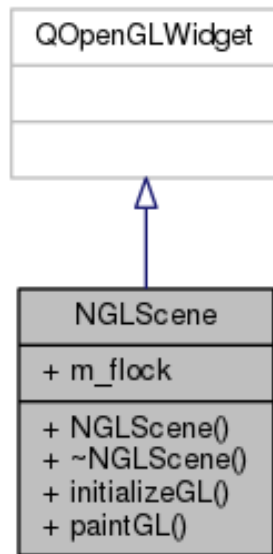 QOpenGLWidget
NGLScene
+ m_flock
+ NGLScene()
+ ~NGLScene()
+ initializeGL()
+ paintGL()